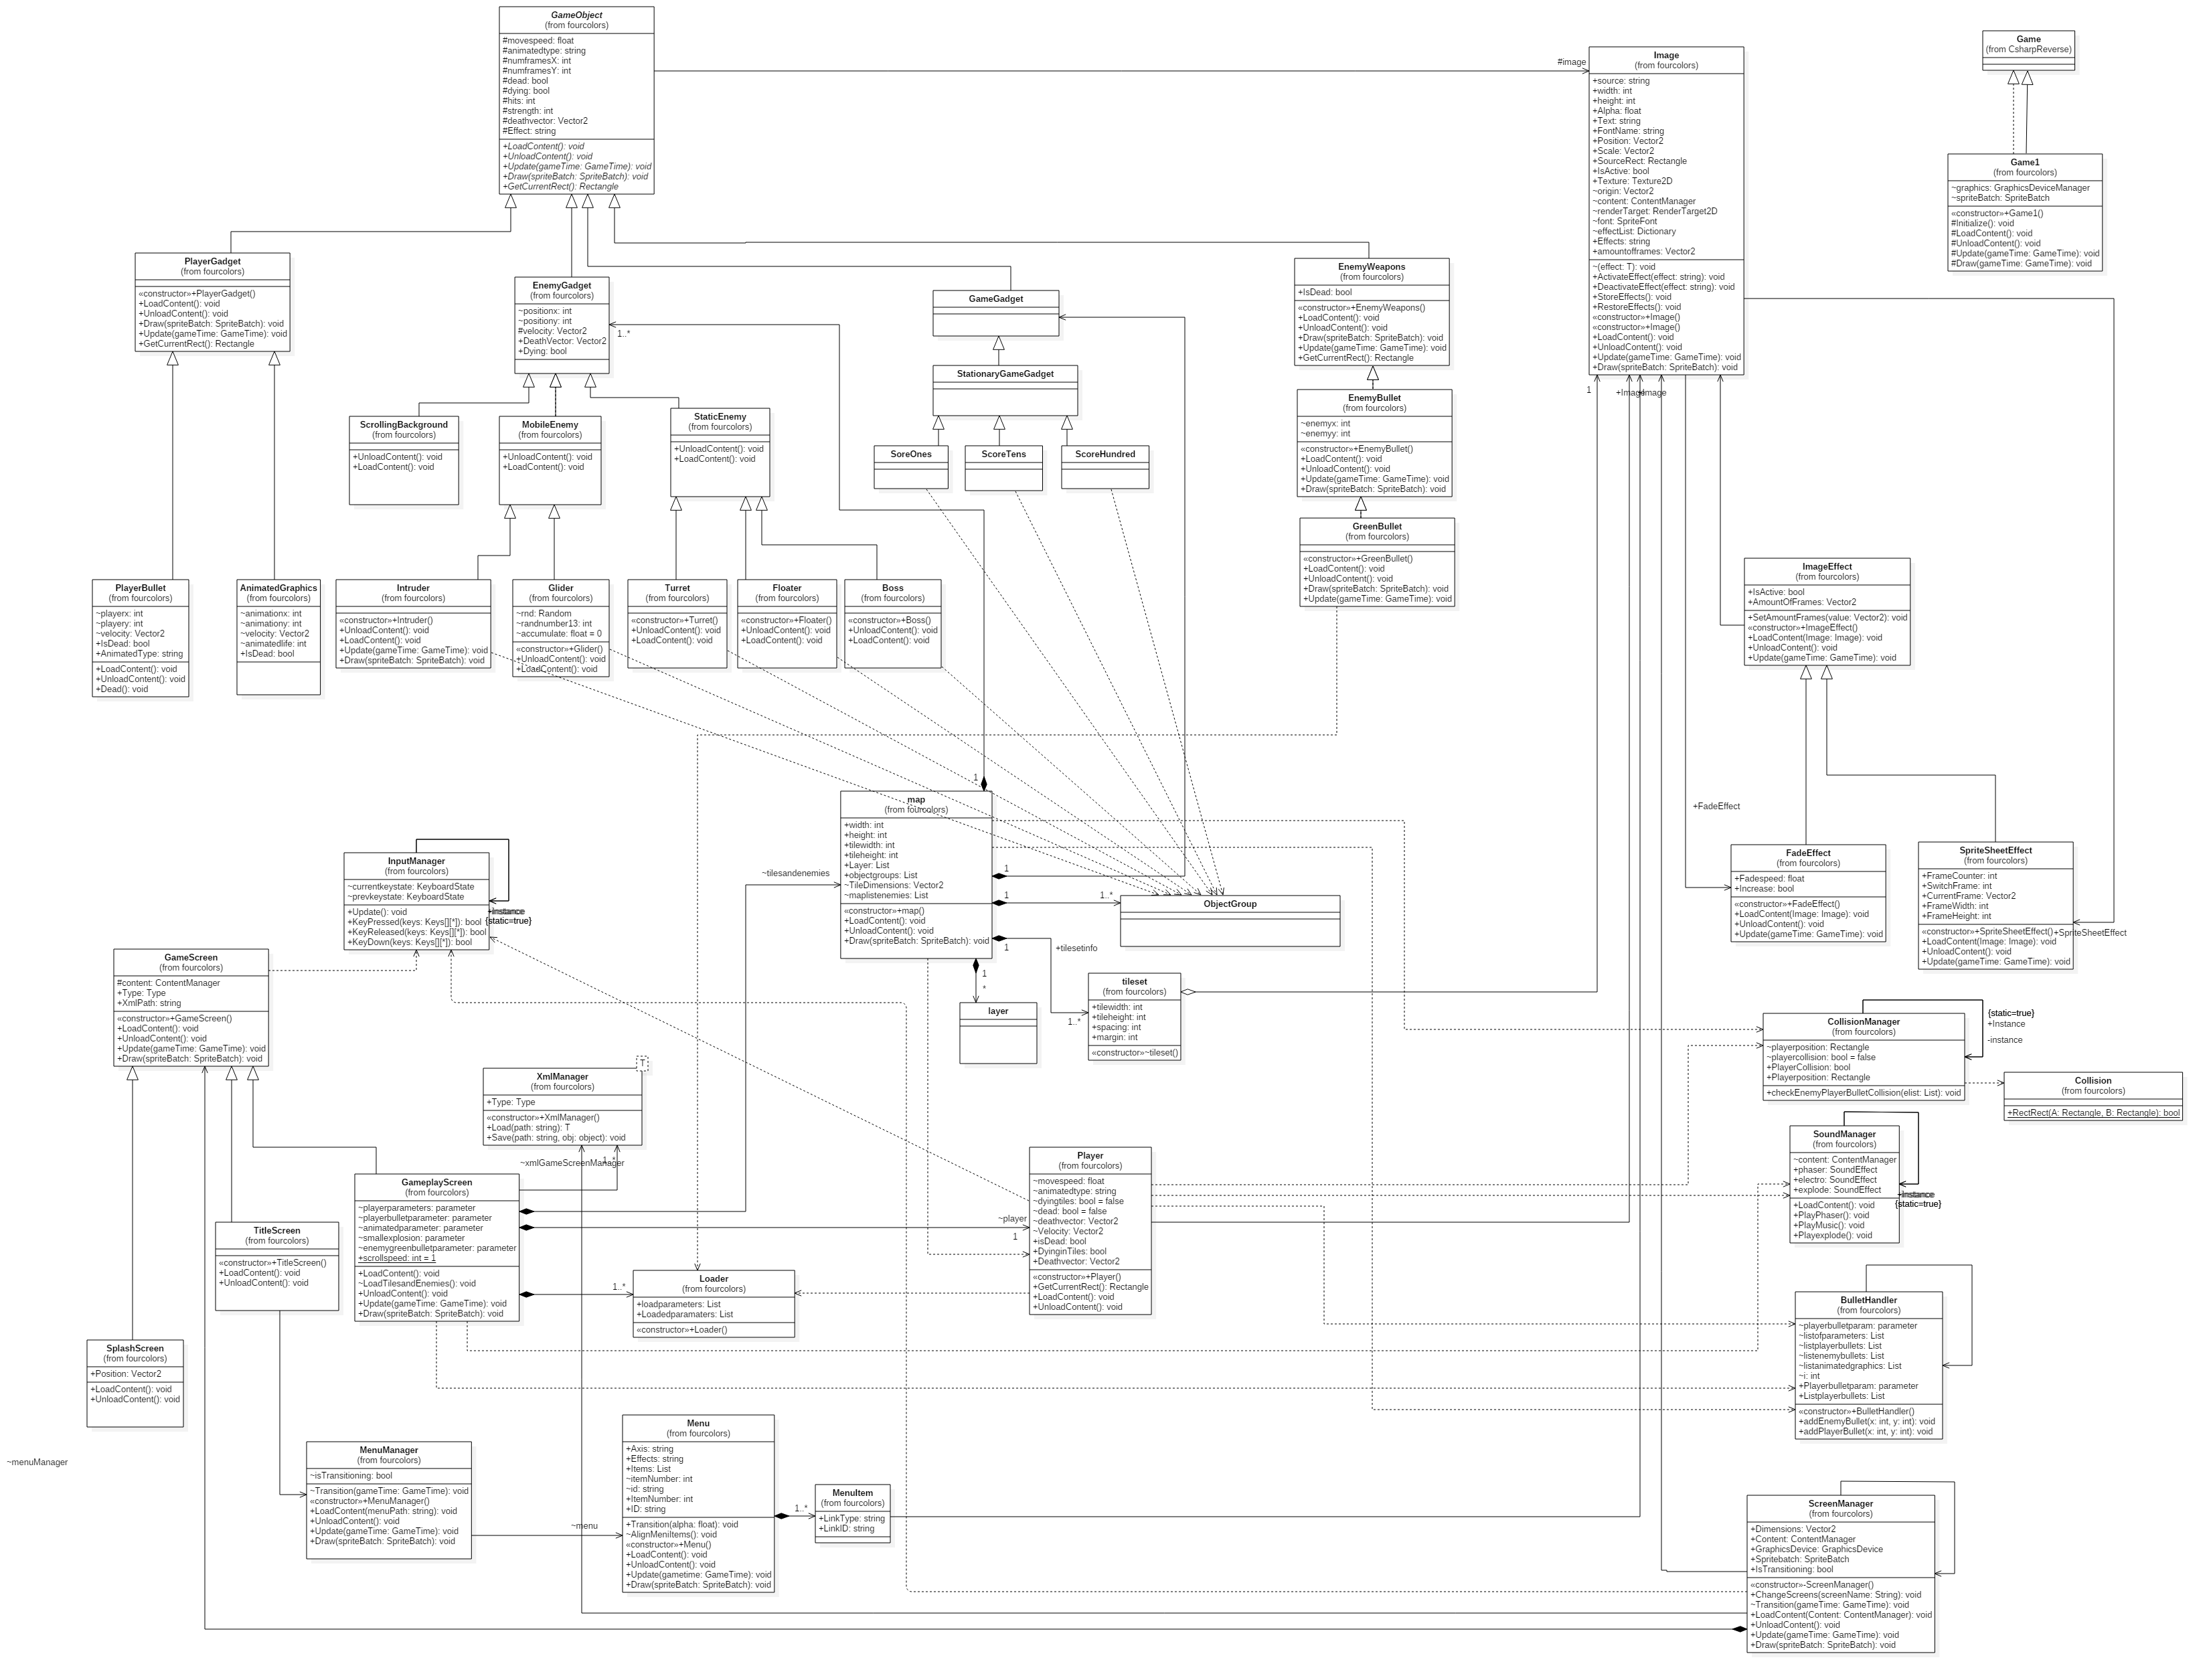 GameObject
(from fourcolors)
#movespeed: float
#animatedtype: string
#numframesX: int
#numframesY: int
#dead: bool
#dying: bool
#hits: int
#strength: int
#deathvector: Vector2
#Effect: string
+LoadContent(): void
+UnloadContent(): void
+Update(gameTime: GameTime): void
+Draw(spriteBatch: SpriteBatch): void
+GetCurrentRect(): Rectangle
#image
Image
(from fourcolors)
+source: string
+width: int
+height: int
+Alpha: float
+Text: string
+FontName: string
+Position: Vector2
+Scale: Vector2
+SourceRect: Rectangle
+IsActive: bool
+Texture: Texture2D
~origin: Vector2
~content: ContentManager
~renderTarget: RenderTarget2D
~font: SpriteFont
~effectList: Dictionary
+Effects: string
+amountofframes: Vector2
~(effect: T): void
+ActivateEffect(effect: string): void
+DeactivateEffect(effect: string): void
+StoreEffects(): void
+RestoreEffects(): void
«constructor»+Image()
«constructor»+Image()
+LoadContent(): void
+UnloadContent(): void
+Update(gameTime: GameTime): void
+Draw(spriteBatch: SpriteBatch): void
1
+Image
+Image
Game
(from CsharpReverse)
Game1
(from fourcolors)
~graphics: GraphicsDeviceManager
~spriteBatch: SpriteBatch
«constructor»+Game1()
#Initialize(): void
#LoadContent(): void
#UnloadContent(): void
#Update(gameTime: GameTime): void
#Draw(gameTime: GameTime): void
PlayerGadget
(from fourcolors)
«constructor»+PlayerGadget()
+LoadContent(): void
+UnloadContent(): void
+Draw(spriteBatch: SpriteBatch): void
+Update(gameTime: GameTime): void
+GetCurrentRect(): Rectangle
EnemyGadget
(from fourcolors)
~positionx: int
~positiony: int
#velocity: Vector2
+DeathVector: Vector2
+Dying: bool
1..*
GameGadget
StationaryGameGadget
SoreOnes
ScoreTens
ScoreHundred
EnemyWeapons
(from fourcolors)
+IsDead: bool
«constructor»+EnemyWeapons()
+LoadContent(): void
+UnloadContent(): void
+Draw(spriteBatch: SpriteBatch): void
+Update(gameTime: GameTime): void
+GetCurrentRect(): Rectangle
EnemyBullet
(from fourcolors)
~enemyx: int
~enemyy: int
«constructor»+EnemyBullet()
+LoadContent(): void
+UnloadContent(): void
+Update(gameTime: GameTime): void
+Draw(spriteBatch: SpriteBatch): void
GreenBullet
(from fourcolors)
«constructor»+GreenBullet()
+LoadContent(): void
+UnloadContent(): void
+Draw(spriteBatch: SpriteBatch): void
+Update(gameTime: GameTime): void
ScrollingBackground
(from fourcolors)
+UnloadContent(): void
+LoadContent(): void
MobileEnemy
(from fourcolors)
+UnloadContent(): void
+LoadContent(): void
StaticEnemy
(from fourcolors)
+UnloadContent(): void
+LoadContent(): void
PlayerBullet
(from fourcolors)
~playerx: int
~playery: int
~velocity: Vector2
+IsDead: bool
+AnimatedType: string
+LoadContent(): void
+UnloadContent(): void
+Dead(): void
AnimatedGraphics
(from fourcolors)
~animationx: int
~animationy: int
~velocity: Vector2
~animatedlife: int
+IsDead: bool
Intruder
(from fourcolors)
«constructor»+Intruder()
+UnloadContent(): void
+LoadContent(): void
+Update(gameTime: GameTime): void
+Draw(spriteBatch: SpriteBatch): void
Glider
(from fourcolors)
~rnd: Random
~randnumber13: int
~accumulate: float = 0
«constructor»+Glider()
+UnloadContent(): void
+LoadContent(): void
Turret
(from fourcolors)
«constructor»+Turret()
+UnloadContent(): void
+LoadContent(): void
Floater
(from fourcolors)
«constructor»+Floater()
+UnloadContent(): void
+LoadContent(): void
Boss
(from fourcolors)
«constructor»+Boss()
+UnloadContent(): void
+LoadContent(): void
ImageEffect
(from fourcolors)
+IsActive: bool
+AmountOfFrames: Vector2
+SetAmountFrames(value: Vector2): void
«constructor»+ImageEffect()
+LoadContent(Image: Image): void
+UnloadContent(): void
+Update(gameTime: GameTime): void
+FadeEffect
FadeEffect
(from fourcolors)
+Fadespeed: float
+Increase: bool
«constructor»+FadeEffect()
+LoadContent(Image: Image): void
+UnloadContent(): void
+Update(gameTime: GameTime): void
SpriteSheetEffect
(from fourcolors)
+FrameCounter: int
+SwitchFrame: int
+CurrentFrame: Vector2
+FrameWidth: int
+FrameHeight: int
«constructor»+SpriteSheetEffect()
+LoadContent(Image: Image): void
+UnloadContent(): void
+Update(gameTime: GameTime): void
+SpriteSheetEffect
1
map
(from fourcolors)
+width: int
+height: int
+tilewidth: int
+tileheight: int
+Layer: List
+objectgroups: List
~TileDimensions: Vector2
~maplistenemies: List
«constructor»+map()
+LoadContent(): void
+UnloadContent(): void
+Draw(spriteBatch: SpriteBatch): void
~tilesandenemies
1
1
1..*
1
+tilesetinfo
1..*
1
*
ObjectGroup
layer
tileset
(from fourcolors)
+tilewidth: int
+tileheight: int
+spacing: int
+margin: int
«constructor»~tileset()
InputManager
(from fourcolors)
~currentkeystate: KeyboardState
~prevkeystate: KeyboardState
+Update(): void
+KeyPressed(keys: Keys[][*]): bool
+KeyReleased(keys: Keys[][*]): bool
+KeyDown(keys: Keys[][*]): bool
+Instance
{static=true}
GameScreen
(from fourcolors)
#content: ContentManager
+Type: Type
+XmlPath: string
«constructor»+GameScreen()
+LoadContent(): void
+UnloadContent(): void
+Update(gameTime: GameTime): void
+Draw(spriteBatch: SpriteBatch): void
T
XmlManager
(from fourcolors)
+Type: Type
«constructor»+XmlManager()
+Load(path: string): T
+Save(path: string, obj: object): void
~xmlGameScreenManager
1..*
CollisionManager
(from fourcolors)
~playerposition: Rectangle
~playercollision: bool = false
+PlayerCollision: bool
+Playerposition: Rectangle
+checkEnemyPlayerBulletCollision(elist: List): void
{static=true}
+Instance
-instance
Collision
(from fourcolors)
+RectRect(A: Rectangle, B: Rectangle): bool
SoundManager
(from fourcolors)
~content: ContentManager
+phaser: SoundEffect
+electro: SoundEffect
+explode: SoundEffect
+LoadContent(): void
+PlayPhaser(): void
+PlayMusic(): void
+Playexplode(): void
+Instance
{static=true}
GameplayScreen
(from fourcolors)
~playerparameters: parameter
~playerbulletparameter: parameter
~animatedparameter: parameter
~smallexplosion: parameter
~enemygreenbulletparameter: parameter
+scrollspeed: int = 1
+LoadContent(): void
~LoadTilesandEnemies(): void
+UnloadContent(): void
+Update(gameTime: GameTime): void
+Draw(spriteBatch: SpriteBatch): void
~player
1
1..*
Player
(from fourcolors)
~movespeed: float
~animatedtype: string
~dyingtiles: bool = false
~dead: bool = false
~deathvector: Vector2
~Velocity: Vector2
+isDead: bool
+DyinginTiles: bool
+Deathvector: Vector2
«constructor»+Player()
+GetCurrentRect(): Rectangle
+LoadContent(): void
+UnloadContent(): void
TitleScreen
(from fourcolors)
«constructor»+TitleScreen()
+LoadContent(): void
+UnloadContent(): void
Loader
(from fourcolors)
+loadparameters: List
+Loadedparamaters: List
«constructor»+Loader()
SplashScreen
(from fourcolors)
+Position: Vector2
+LoadContent(): void
+UnloadContent(): void
BulletHandler
(from fourcolors)
~playerbulletparam: parameter
~listofparameters: List
~listplayerbullets: List
~listenemybullets: List
~listanimatedgraphics: List
~i: int
+Playerbulletparam: parameter
+Listplayerbullets: List
«constructor»+BulletHandler()
+addEnemyBullet(x: int, y: int): void
+addPlayerBullet(x: int, y: int): void
~menuManager
MenuManager
(from fourcolors)
~isTransitioning: bool
~Transition(gameTime: GameTime): void
«constructor»+MenuManager()
+LoadContent(menuPath: string): void
+UnloadContent(): void
+Update(gameTime: GameTime): void
+Draw(spriteBatch: SpriteBatch): void
~menu
Menu
(from fourcolors)
+Axis: string
+Effects: string
+Items: List
~itemNumber: int
~id: string
+ItemNumber: int
+ID: string
+Transition(alpha: float): void
~AlignMeniItems(): void
«constructor»+Menu()
+LoadContent(): void
+UnloadContent(): void
+Update(gametime: GameTime): void
+Draw(spriteBatch: SpriteBatch): void
1..*
MenuItem
(from fourcolors)
+LinkType: string
+LinkID: string
ScreenManager
(from fourcolors)
+Dimensions: Vector2
+Content: ContentManager
+GraphicsDevice: GraphicsDevice
+Spritebatch: SpriteBatch
+IsTransitioning: bool
«constructor»-ScreenManager()
+ChangeScreens(screenName: String): void
~Transition(gameTime: GameTime): void
+LoadContent(Content: ContentManager): void
+UnloadContent(): void
+Update(gameTime: GameTime): void
+Draw(spriteBatch: SpriteBatch): void